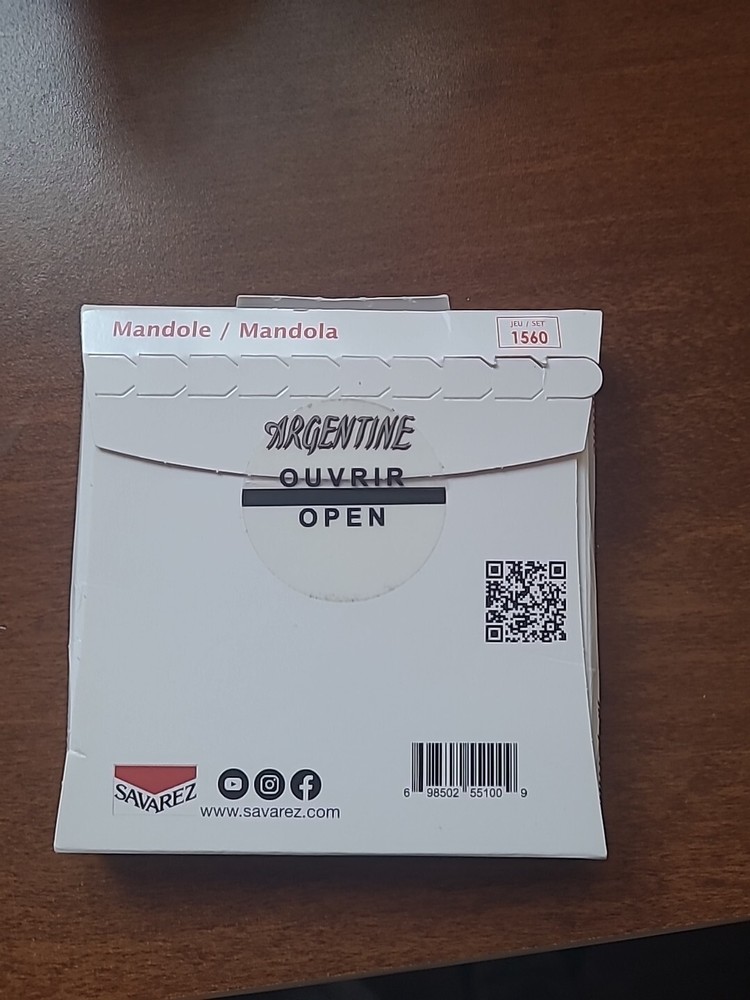 Mandole / Mandola
JEU / SET
1560
ARGENTINE
OUVRIR
OPEN
SAVAREZ
www.savarez.com
6 98502 55100 9